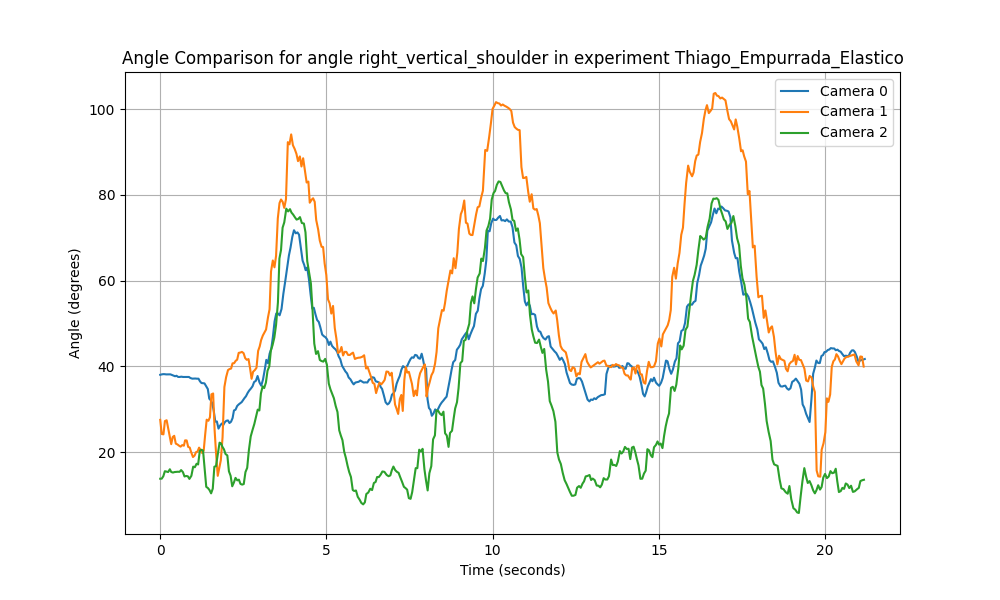 Angle Comparison for angle right_vertical_shoulder in experiment Thiago_Empurrada_Elastico
Camera 0
Camera 1
Camera 2
Angle (degrees)
100
80
60
40
20
0 5 10 15 20
Time (seconds)